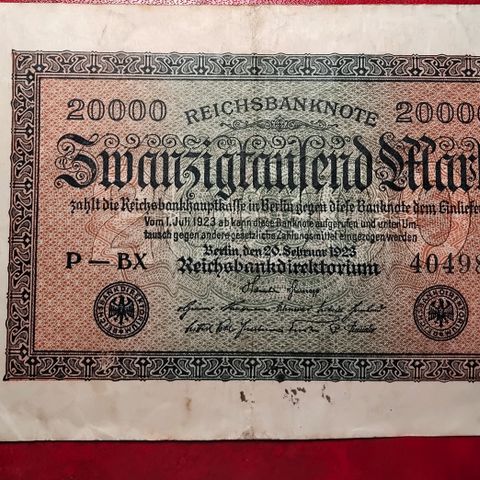 20000 REICHSBANKNOTE 20000
Zwanzigtausend Mark
zahlt die Reichsbankhauptkasse in Berlin gegen diese Banknote dem Einliefe
Vom 1. Juli 1923 ab kann diese Banknote aufgerufen und unter Um-
tausch gegen andere gesetzliche Zahlungsmittel eingezogen werden
Berlin, den 20. Februar 1923
P–BX Reichsbankdirektorium 40498
REICHSBANKDIREKTORIUM
REICHSBANKDIREKTORIUM